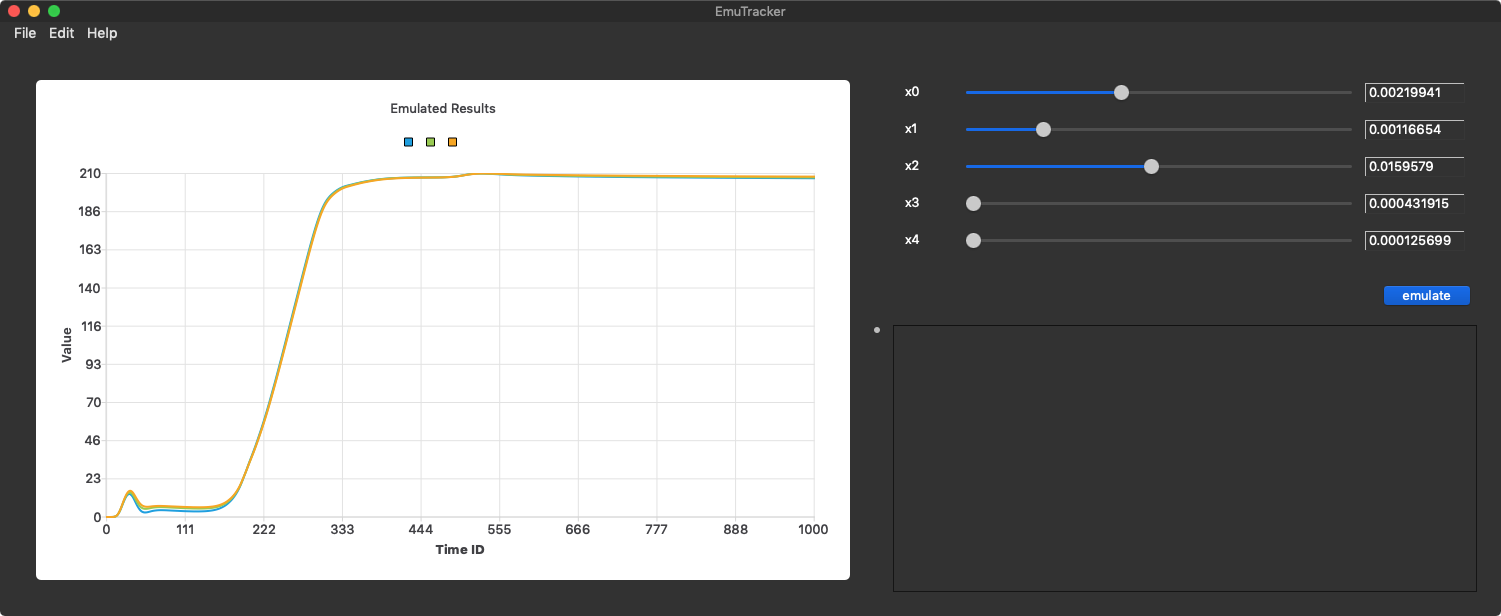 EmuTracker
File Edit Help
Emulated Results
210
186
163
140
116
93
70
46
23
0
Value
0 111 222 333 444 555 666 777 888 1000
Time ID
x0 0.00219941
x1 0.00116654
x2 0.0159579
x3 0.000431915
x4 0.000125699
emulate